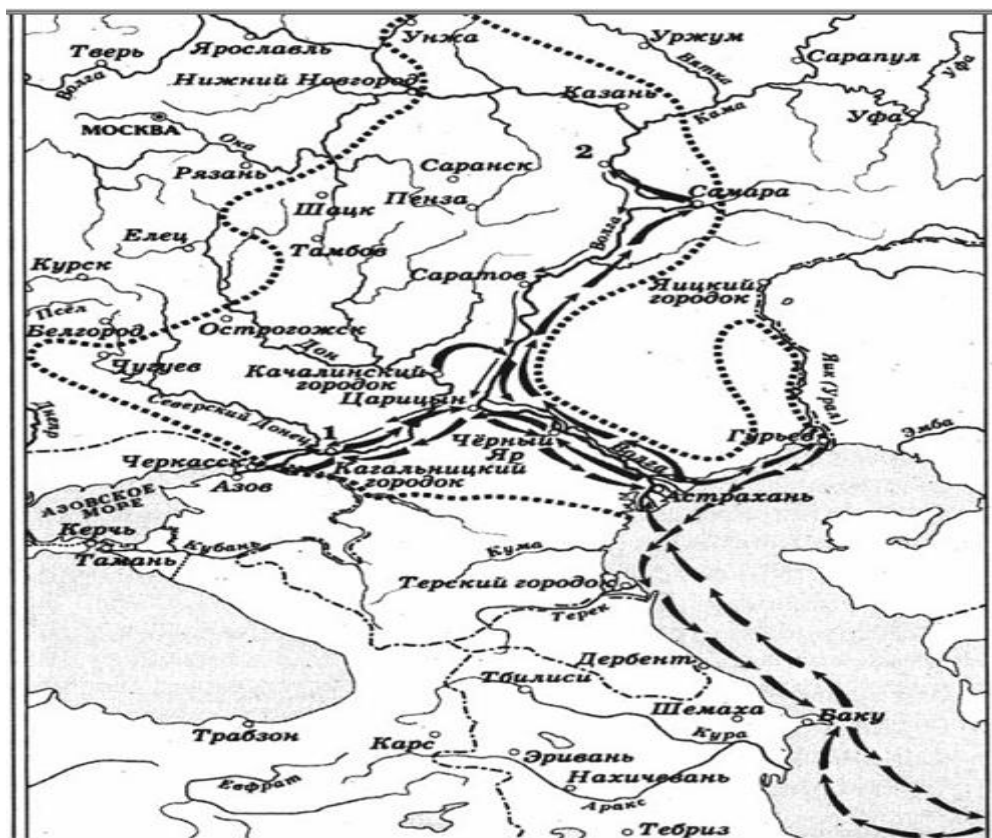 Унжа
Уржум
Тверь
Ярославль
Сарапул
Волга
Вятка
Уфа
Нижний Новгород
Казань
Кама
Уфа
МОСКВА
Ока
2
Рязань
Саранск
Самара
Шацк
Пенза
Волга
Елец
Тамбов
Курск
Саратов
Яицкий
городок
Псёл
Белгород
Острогожск
Дон
Чугуев
Качалинский
городок
Яик (Урал)
Царицын
Северский Донец
Днепр
1
Чёрный
Яр
Волга
Гурьев
Эмба
Черкасск
Кагальницкий
городок
Азов
Астрахань
АЗОВСКОЕ
МОРЕ
Керчь
Кубань
Кума
Тамань
Терский городок
Терек
Дербент
Тбилиси
Шемаха
Баку
Трабзон
Карс
Кура
Эривань
Евфрат
Нахичевань
Аракс
Тебриз